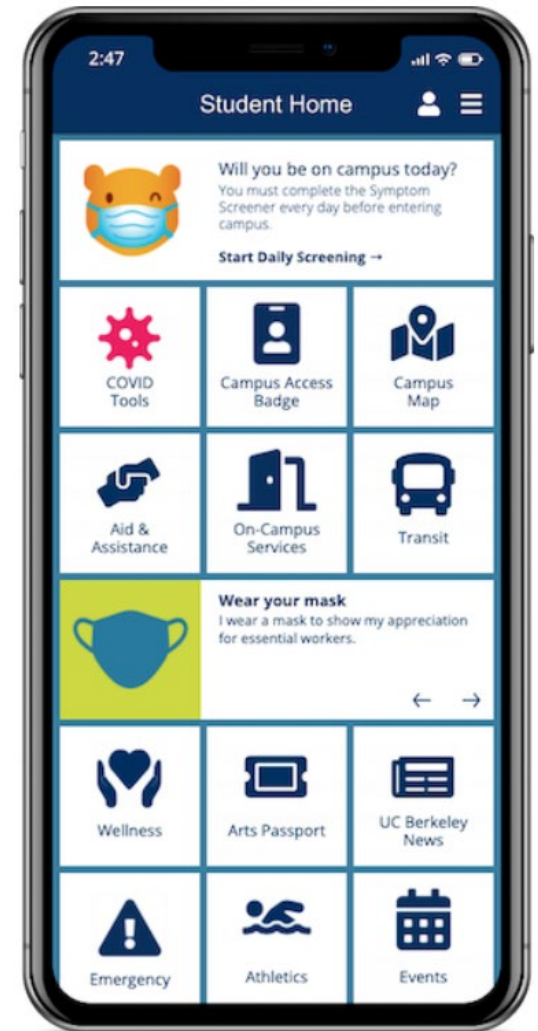 2:47
Student Home
Will you be on campus today?
You must complete the Symptom
Screener every day before entering
campus.
Start Daily Screening →
COVID
Tools
Campus Access
Badge
Campus
Map
Aid &
Assistance
On-Campus
Services
Transit
Wear your mask
I wear a mask to show my appreciation
for essential workers.
← →
Wellness
Arts Passport
UC Berkeley
News
Emergency
Athletics
Events